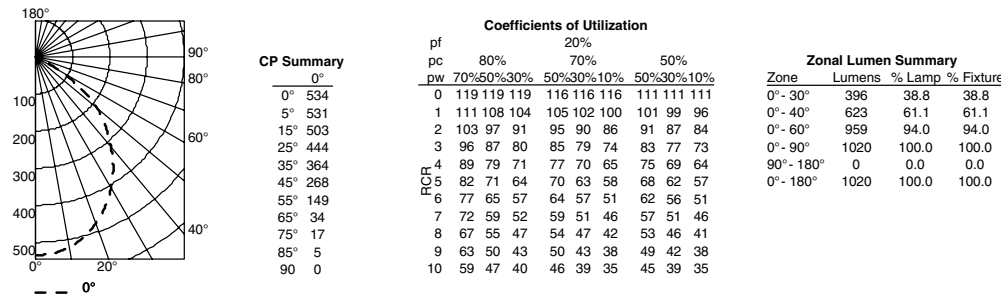 180°
90°
80°
60°
40°
100
200
300
400
500
0° 20°
0°
CP Summary
0°
0° 534
5° 531
15° 503
25° 444
35° 364
45° 268
55° 149
65° 34
75° 17
85° 5
90 0
Coefficients of Utilization
pf 20%
pc 80% 70% 50%
pw 70%50%30% 50%30%10% 50%30%10%
RCR
0 119 119 119 116 116 116 111 111 111
1 111 108 104 105 102 100 101 99 96
2 103 97 91 95 90 86 91 87 84
3 96 87 80 85 79 74 83 77 73
4 89 79 71 77 70 65 75 69 64
5 82 71 64 70 63 58 68 62 57
6 77 65 57 64 57 51 62 56 51
7 72 59 52 59 51 46 57 51 46
8 67 55 47 54 47 42 53 46 41
9 63 50 43 50 43 38 49 42 38
10 59 47 40 46 39 35 45 39 35
Zonal Lumen Summary
Zone Lumens % Lamp % Fixture
0°- 30° 396 38.8 38.8
0°- 40° 623 61.1 61.1
0°- 60° 959 94.0 94.0
0°- 90° 1020 100.0 100.0
90°- 180° 0 0.0 0.0
0°- 180° 1020 100.0 100.0